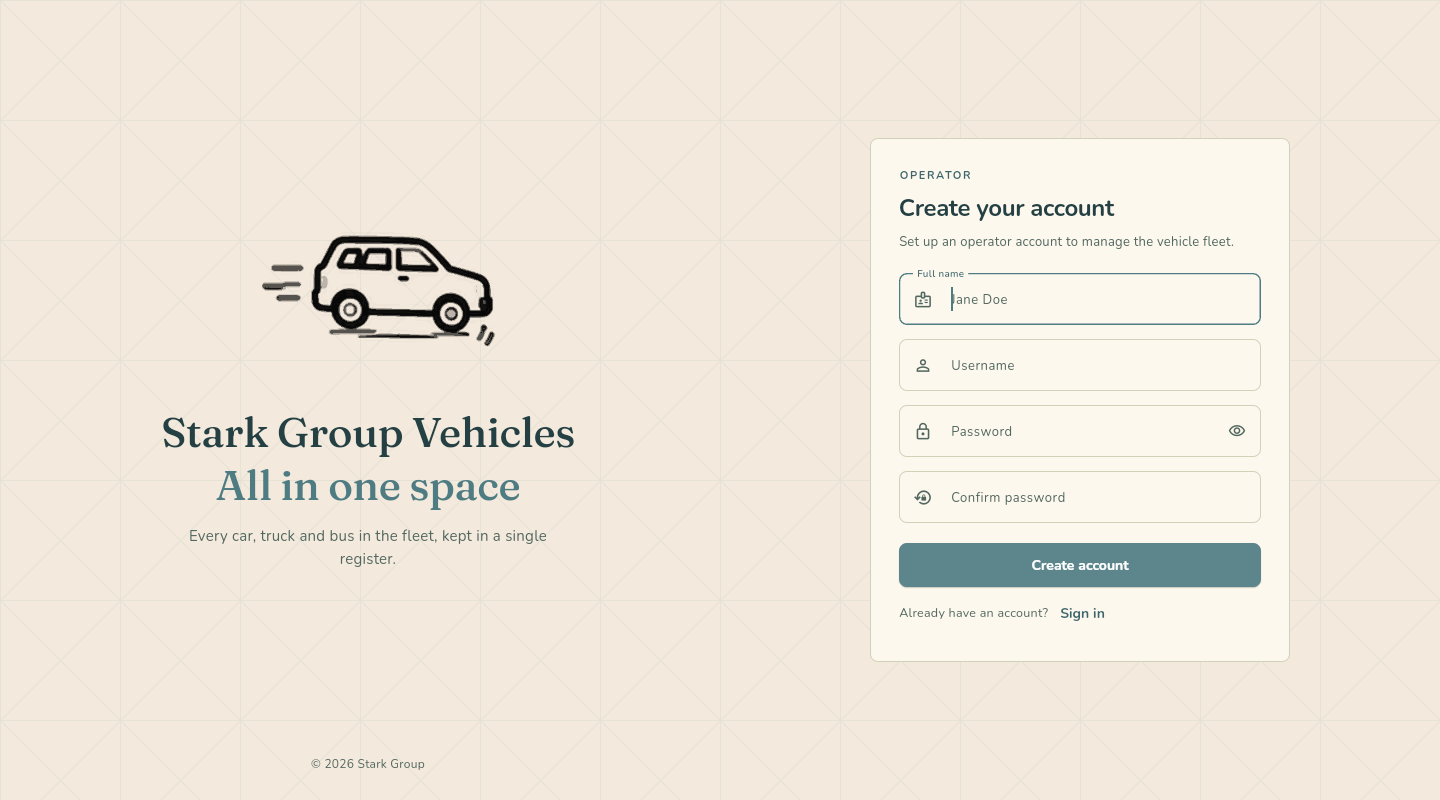 Stark Group Vehicles
All in one space
Every car, truck and bus in the fleet, kept in a single
register.
© 2026 Stark Group
OPERATOR
Create your account
Set up an operator account to manage the vehicle fleet.
Full name
Jane Doe
Username
Password
Confirm password
Create account
Already have an account? Sign in